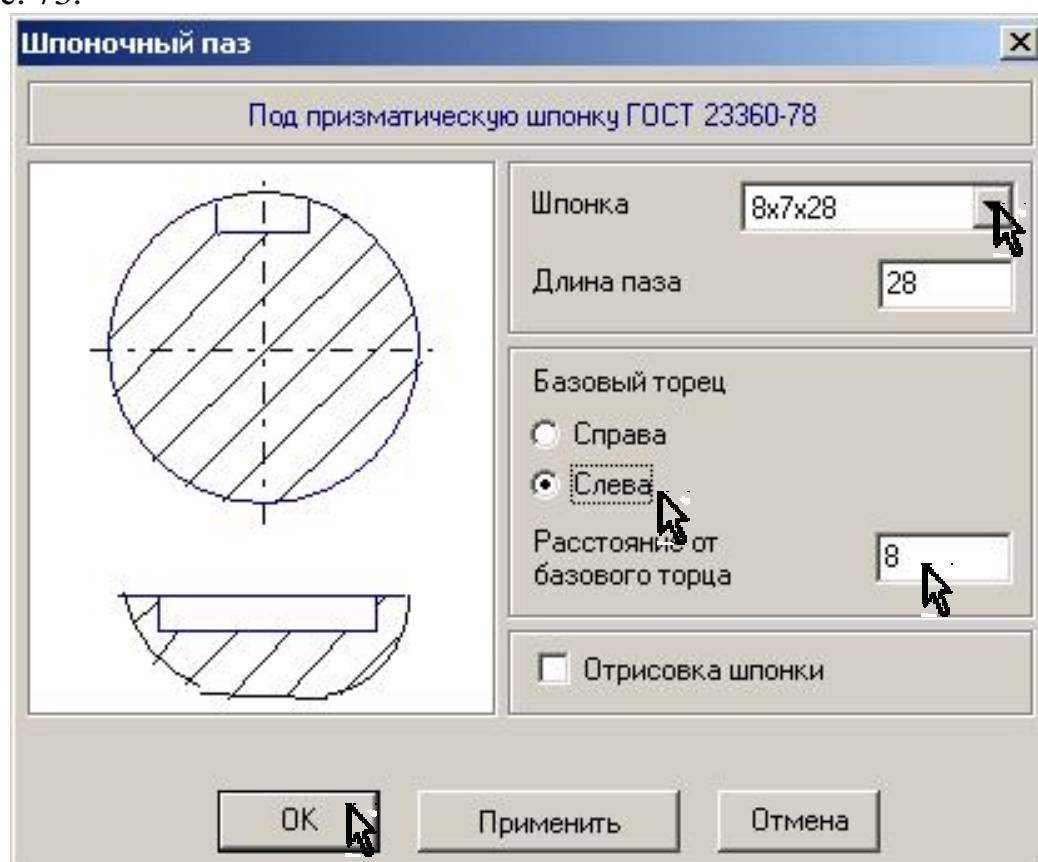 с. 73.
Шпоночный паз
Под призматическую шпонку ГОСТ 23360-78
Шпонка 8x7x28
Длина паза 28
Базовый торец
Справа
Слева
Расстояние от
базового торца 8
Отрисовка шпонки
OK Применить Отмена